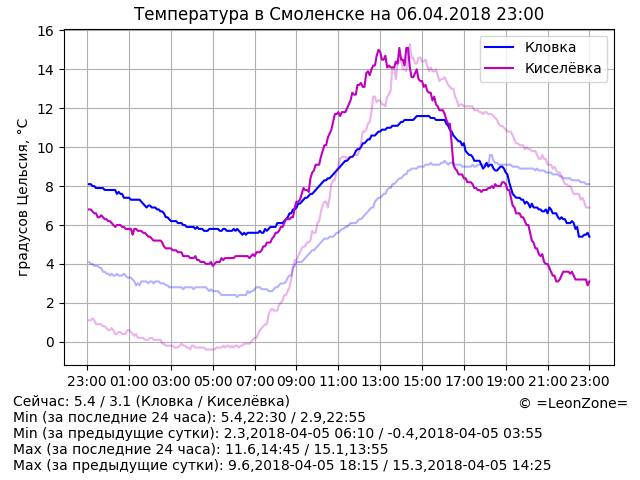 Температура в Смоленске на 06.04.2018 23:00
градусов Цельсия, °C
16
14
12
10
8
6
4
2
0
Кловка
Киселёвка
23:00 01:00 03:00 05:00 07:00 09:00 11:00 13:00 15:00 17:00 19:00 21:00 23:00
Сейчас: 5.4 / 3.1 (Кловка / Киселёвка)
© =LeonZone=
Min (за последние 24 часа): 5.4,22:30 / 2.9,22:55
Min (за предыдущие сутки): 2.3,2018-04-05 06:10 / -0.4,2018-04-05 03:55
Max (за последние 24 часа): 11.6,14:45 / 15.1,13:55
Max (за предыдущие сутки): 9.6,2018-04-05 18:15 / 15.3,2018-04-05 14:25